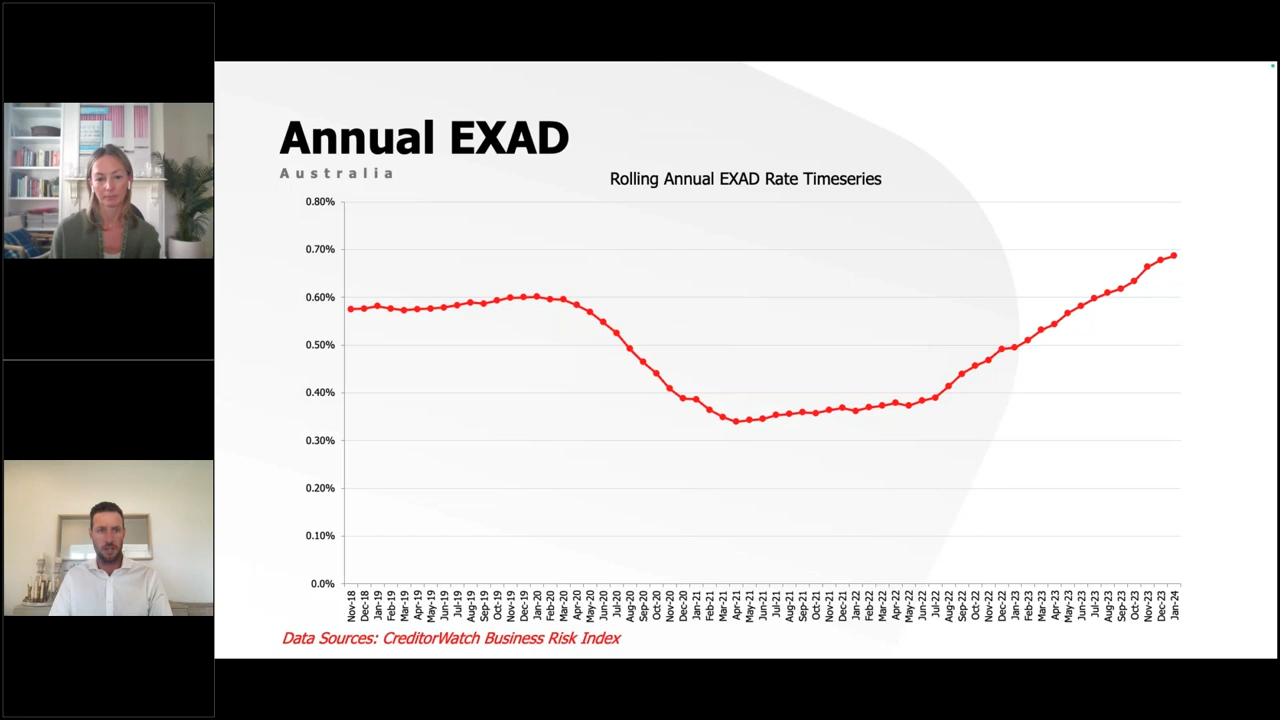 Annual EXAD
Australia
Rolling Annual EXAD Rate Timeseries
0.80%
0.70%
0.60%
0.50%
0.40%
0.30%
0.20%
0.10%
0.0%
Nov-18
Dec-18
Jan-19
Feb-19
Mar-19
Apr-19
May-19
Jun-19
Jul-19
Aug-19
Sep-19
Oct-19
Nov-19
Dec-19
Jan-20
Feb-20
Mar-20
Apr-20
May-20
Jun-20
Jul-20
Aug-20
Sep-20
Oct-20
Nov-20
Dec-20
Jan-21
Feb-21
Mar-21
Apr-21
May-21
Jun-21
Jul-21
Aug-21
Sep-21
Oct-21
Nov-21
Dec-21
Jan-22
Feb-22
Mar-22
Apr-22
May-22
Jun-22
Jul-22
Aug-22
Sep-22
Oct-22
Nov-22
Dec-22
Jan-23
Feb-23
Mar-23
Apr-23
May-23
Jun-23
Jul-23
Aug-23
Sep-23
Oct-23
Nov-23
Dec-23
Jan-24
Data Sources: CreditorWatch Business Risk Index